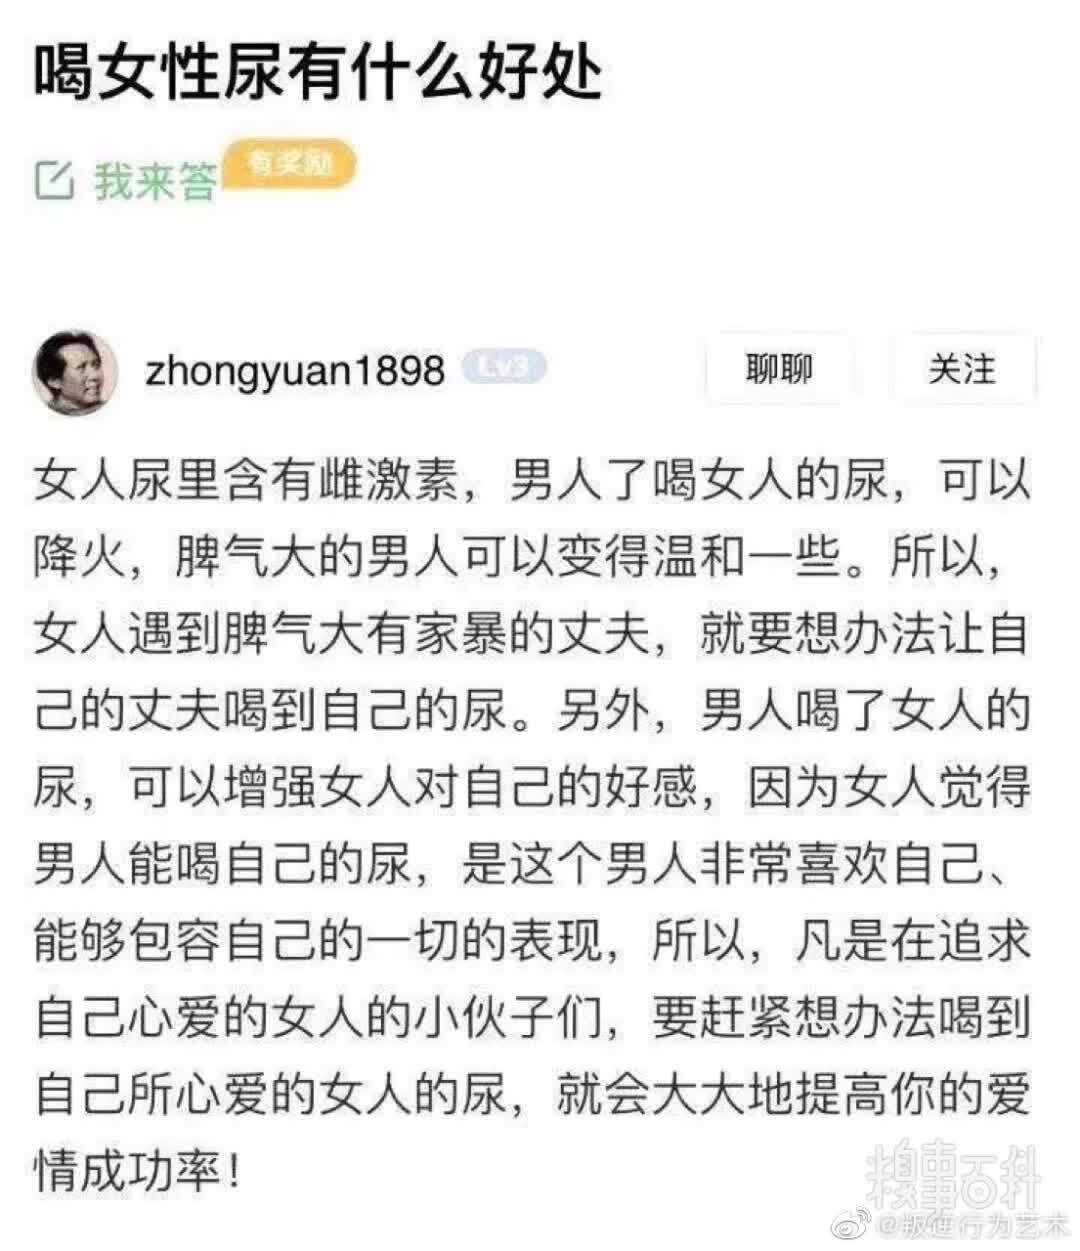 喝女性尿有什么好处
我来答 有奖励
zhongyuan1898 Lv3 聊聊 关注
女人尿里含有雌激素，男人了喝女人的尿，可以
降火，脾气大的男人可以变得温和一些。所以，
女人遇到脾气大有家暴的丈夫，就要想办法让自
己的丈夫喝到自己的尿。另外，男人喝了女人的
尿，可以增强女人对自己的好感，因为女人觉得
男人能喝自己的尿，是这个男人非常喜欢自己、
能够包容自己的一切的表现，所以，凡是在追求
自己心爱的女人的小伙子们，要赶紧想办法喝到
自己所心爱的女人的尿，就会大大地提高你的爱
情成功率！
糗事百科
@叛逆行为艺术